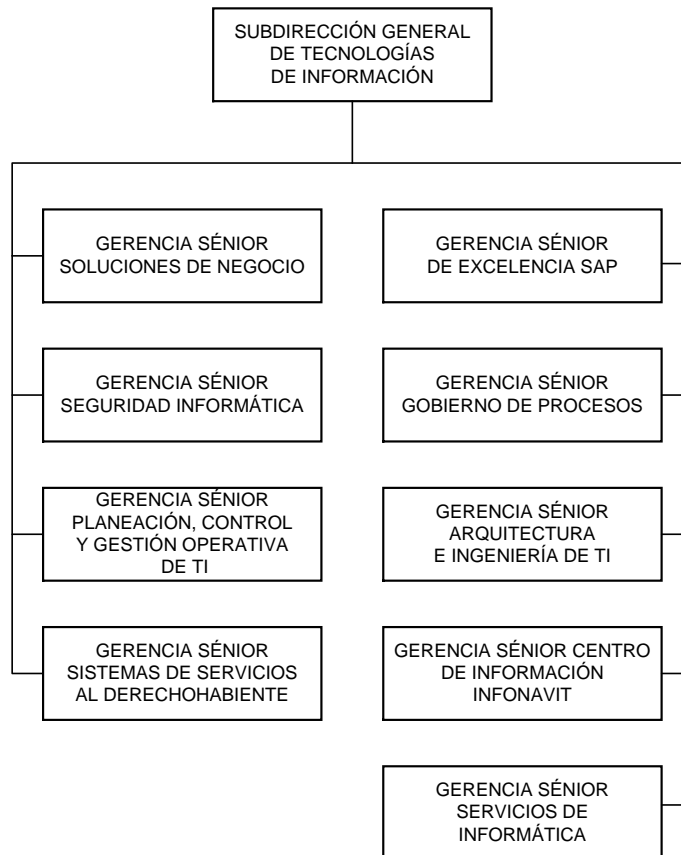 SUBDIRECCIÓN GENERAL
DE TECNOLOGÍAS
DE INFORMACIÓN
GERENCIA SÉNIOR
SOLUCIONES DE NEGOCIO
GERENCIA SÉNIOR
DE EXCELENCIA SAP
GERENCIA SÉNIOR
SEGURIDAD INFORMÁTICA
GERENCIA SÉNIOR
GOBIERNO DE PROCESOS
GERENCIA SÉNIOR
PLANEACIÓN, CONTROL
Y GESTIÓN OPERATIVA
DE TI
GERENCIA SÉNIOR
ARQUITECTURA
E INGENIERÍA DE TI
GERENCIA SÉNIOR
SISTEMAS DE SERVICIOS
AL DERECHOHABIENTE
GERENCIA SÉNIOR CENTRO
DE INFORMACIÓN
INFONAVIT
GERENCIA SÉNIOR
SERVICIOS DE
INFORMÁTICA